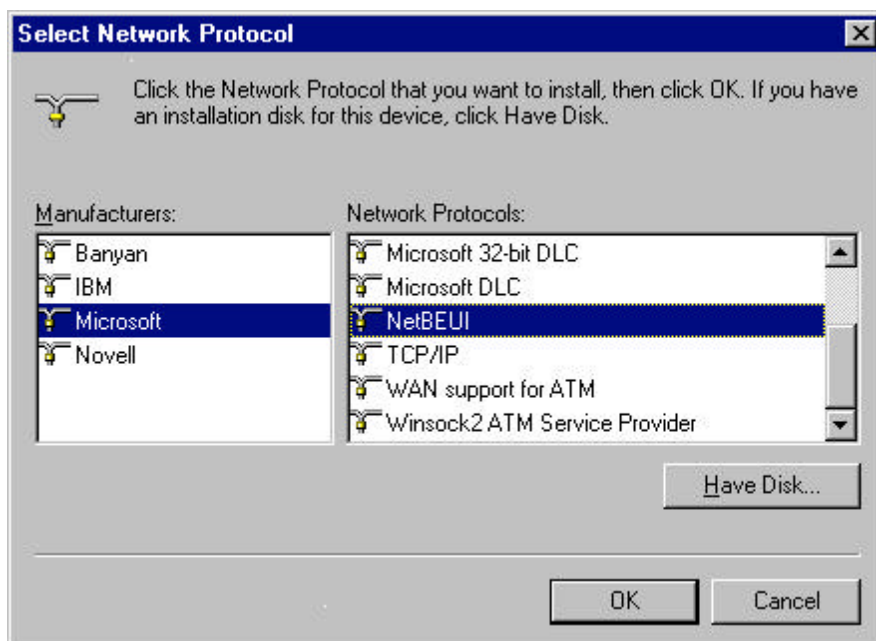 Select Network Protocol
Click the Network Protocol that you want to install, then click OK. If you have
an installation disk for this device, click Have Disk.
Manufacturers:
Banyan
IBM
Microsoft
Novell
Network Protocols:
Microsoft 32-bit DLC
Microsoft DLC
NetBEUI
TCP/IP
WAN support for ATM
Winsock2 ATM Service Provider
Have Disk...
OK
Cancel